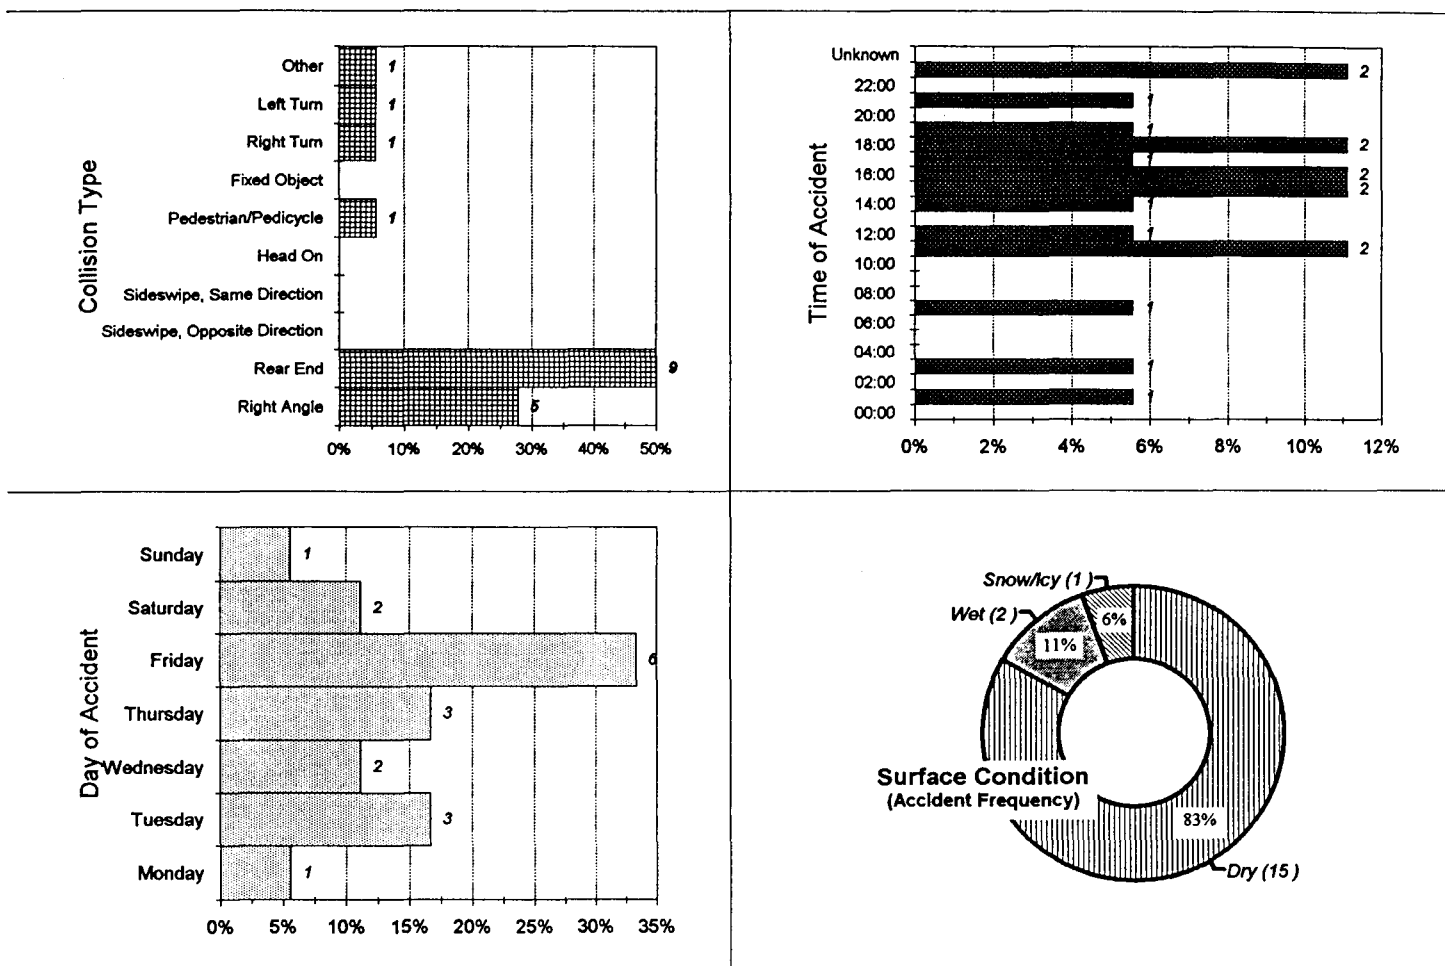 Collision Type
Other 1
Left Turn 1
Right Turn 1
Fixed Object
Pedestrian/Pedicycle 1
Head On
Sideswipe, Same Direction
Sideswipe, Opposite Direction
Rear End 9
Right Angle 5
0% 10% 20% 30% 40% 50%
Time of Accident
Unknown
2
22:00
1
20:00
1
18:00 2
1
16:00 2
2
14:00 1
12:00 1
2
10:00
08:00
1
06:00
04:00
1
02:00
1
00:00
0% 2% 4% 6% 8% 10% 12%
Day of Accident
Sunday 1
Saturday 2
Friday 6
Thursday 3
Wednesday 2
Tuesday 3
Monday 1
0% 5% 10% 15% 20% 25% 30% 35%
Snow/Icy (1 )
Wet (2 )
6%
11%
Surface Condition
(Accident Frequency)
83%
Dry (15 )